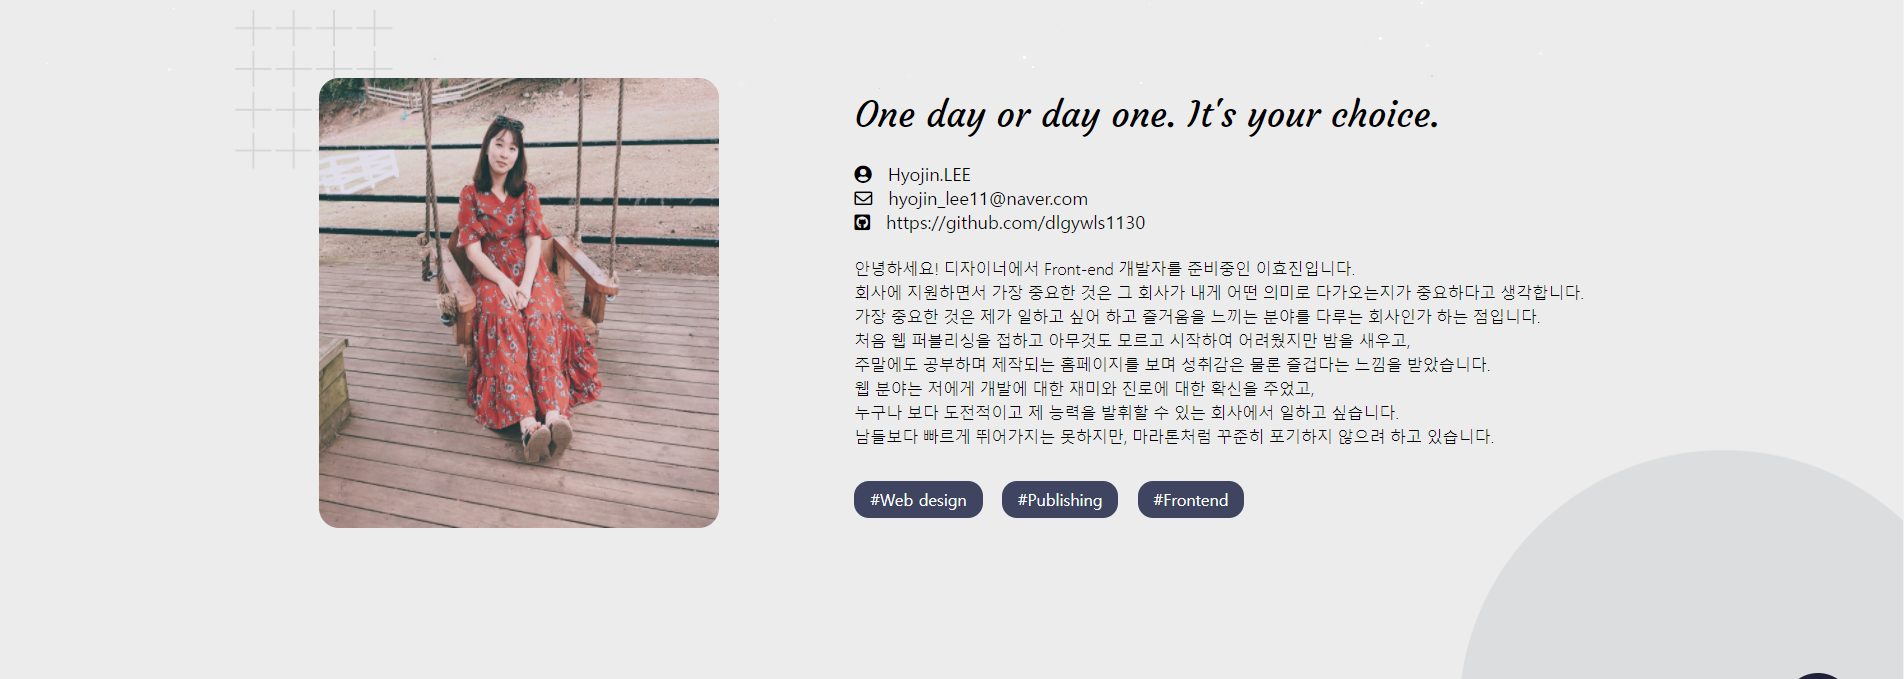 One day or day one. It's your choice.
Hyojin.LEE
hyojin_lee11@naver.com
https://github.com/dlgywls1130
안녕하세요! 디자이너에서 Front-end 개발자를 준비중인 이효진입니다.
회사에 지원하면서 가장 중요한 것은 그 회사가 내게 어떤 의미로 다가오는지가 중요하다고 생각합니다.
가장 중요한 것은 제가 일하고 싶어 하고 즐거움을 느끼는 분야를 다루는 회사인가 하는 점입니다.
처음 웹 퍼블리싱을 접하고 아무것도 모르고 시작하여 어려웠지만 밤을 새우고,
주말에도 공부하며 제작되는 홈페이지를 보며 성취감은 물론 즐겁다는 느낌을 받았습니다.
웹 분야는 저에게 개발에 대한 재미와 진로에 대한 확신을 주었고,
누구나 보다 도전적이고 제 능력을 발휘할 수 있는 회사에서 일하고 싶습니다.
남들보다 빠르게 뛰어가지는 못하지만, 마라톤처럼 꾸준히 포기하지 않으려 하고 있습니다.
#Web design
#Publishing
#Frontend